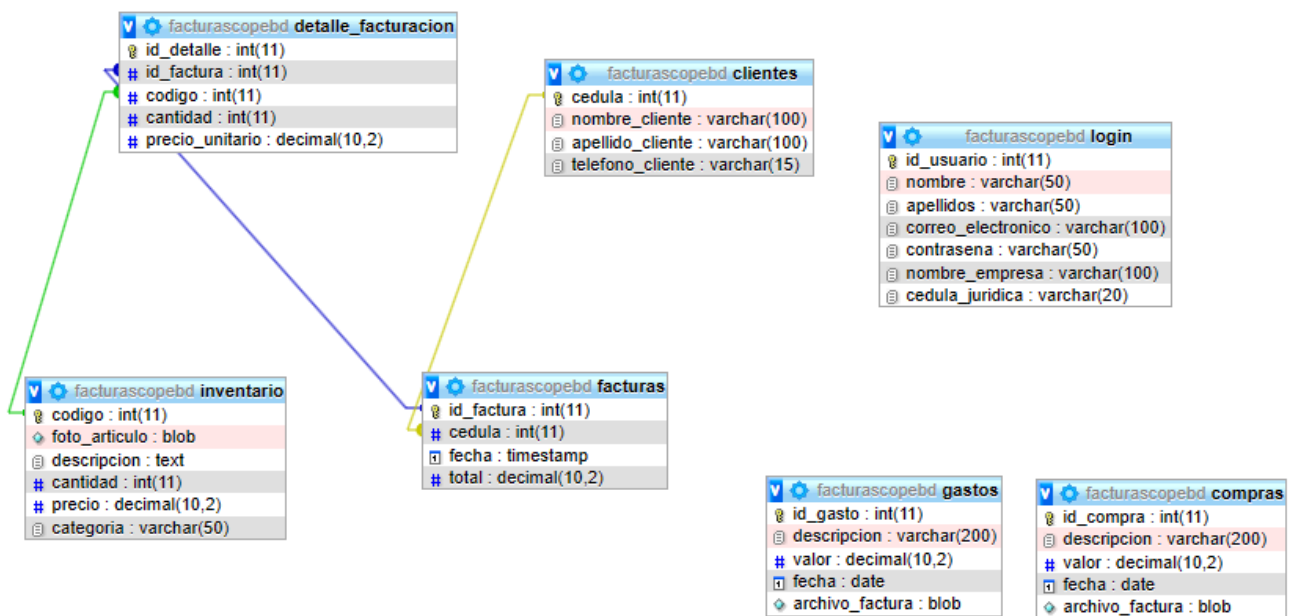 facturascopebd detalle_facturacion
id_detalle : int(11)
id_factura : int(11)
codigo : int(11)
cantidad : int(11)
precio_unitario : decimal(10,2)
facturascopebd clientes
cedula : int(11)
nombre_cliente : varchar(100)
apellido_cliente : varchar(100)
telefono_cliente : varchar(15)
facturascopebd login
id_usuario : int(11)
nombre : varchar(50)
apellidos : varchar(50)
correo_electronico : varchar(100)
contrasena : varchar(50)
nombre_empresa : varchar(100)
cedula_juridica : varchar(20)
facturascopebd inventario
codigo : int(11)
foto_articulo : blob
descripcion : text
cantidad : int(11)
precio : decimal(10,2)
categoria : varchar(50)
facturascopebd facturas
id_factura : int(11)
cedula : int(11)
fecha : timestamp
total : decimal(10,2)
facturascopebd gastos
id_gasto : int(11)
descripcion : varchar(200)
valor : decimal(10,2)
fecha : date
archivo_factura : blob
facturascopebd compras
id_compra : int(11)
descripcion : varchar(200)
valor : decimal(10,2)
fecha : date
archivo_factura : blob